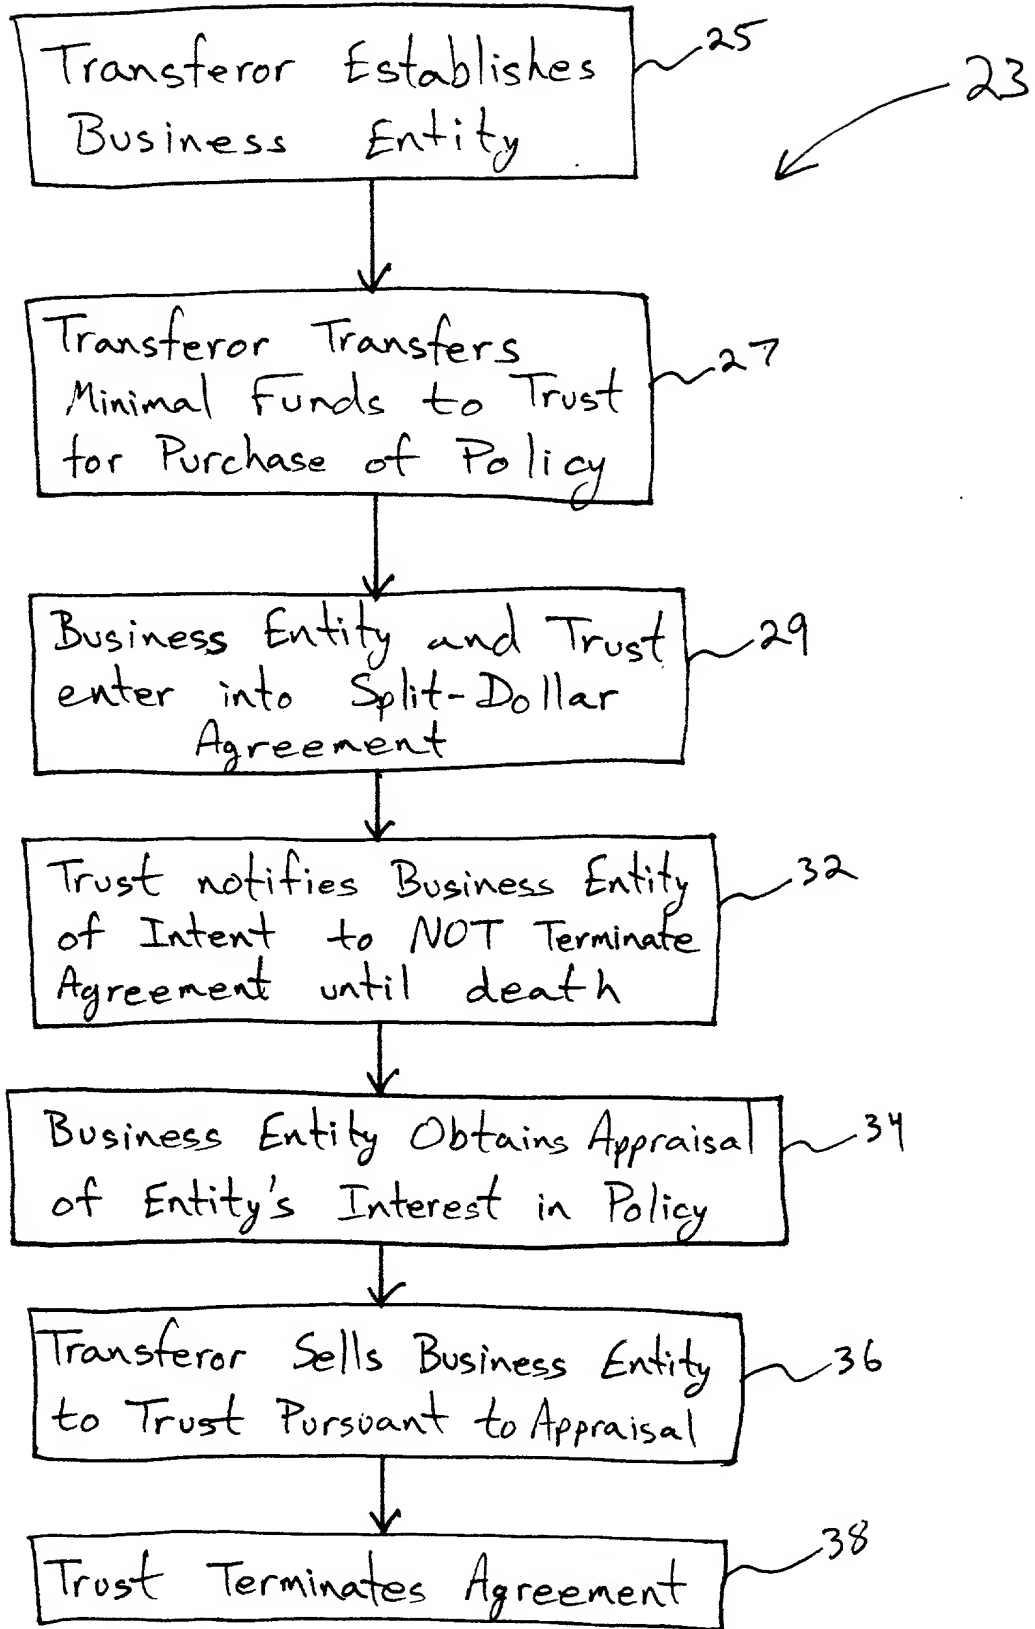 Transferor Establishes
Business Entity
25
23
Transferor Transfers
Minimal Funds to Trust
for Purchase of Policy
27
Business Entity and Trust
enter into Split-Dollar
Agreement
29
Trust notifies Business Entity
of Intent to NOT Terminate
Agreement until death
32
Business Entity Obtains Appraisal
of Entity's Interest in Policy
34
Transferor Sells Business Entity
to Trust Pursuant to Appraisal
36
Trust Terminates Agreement
38